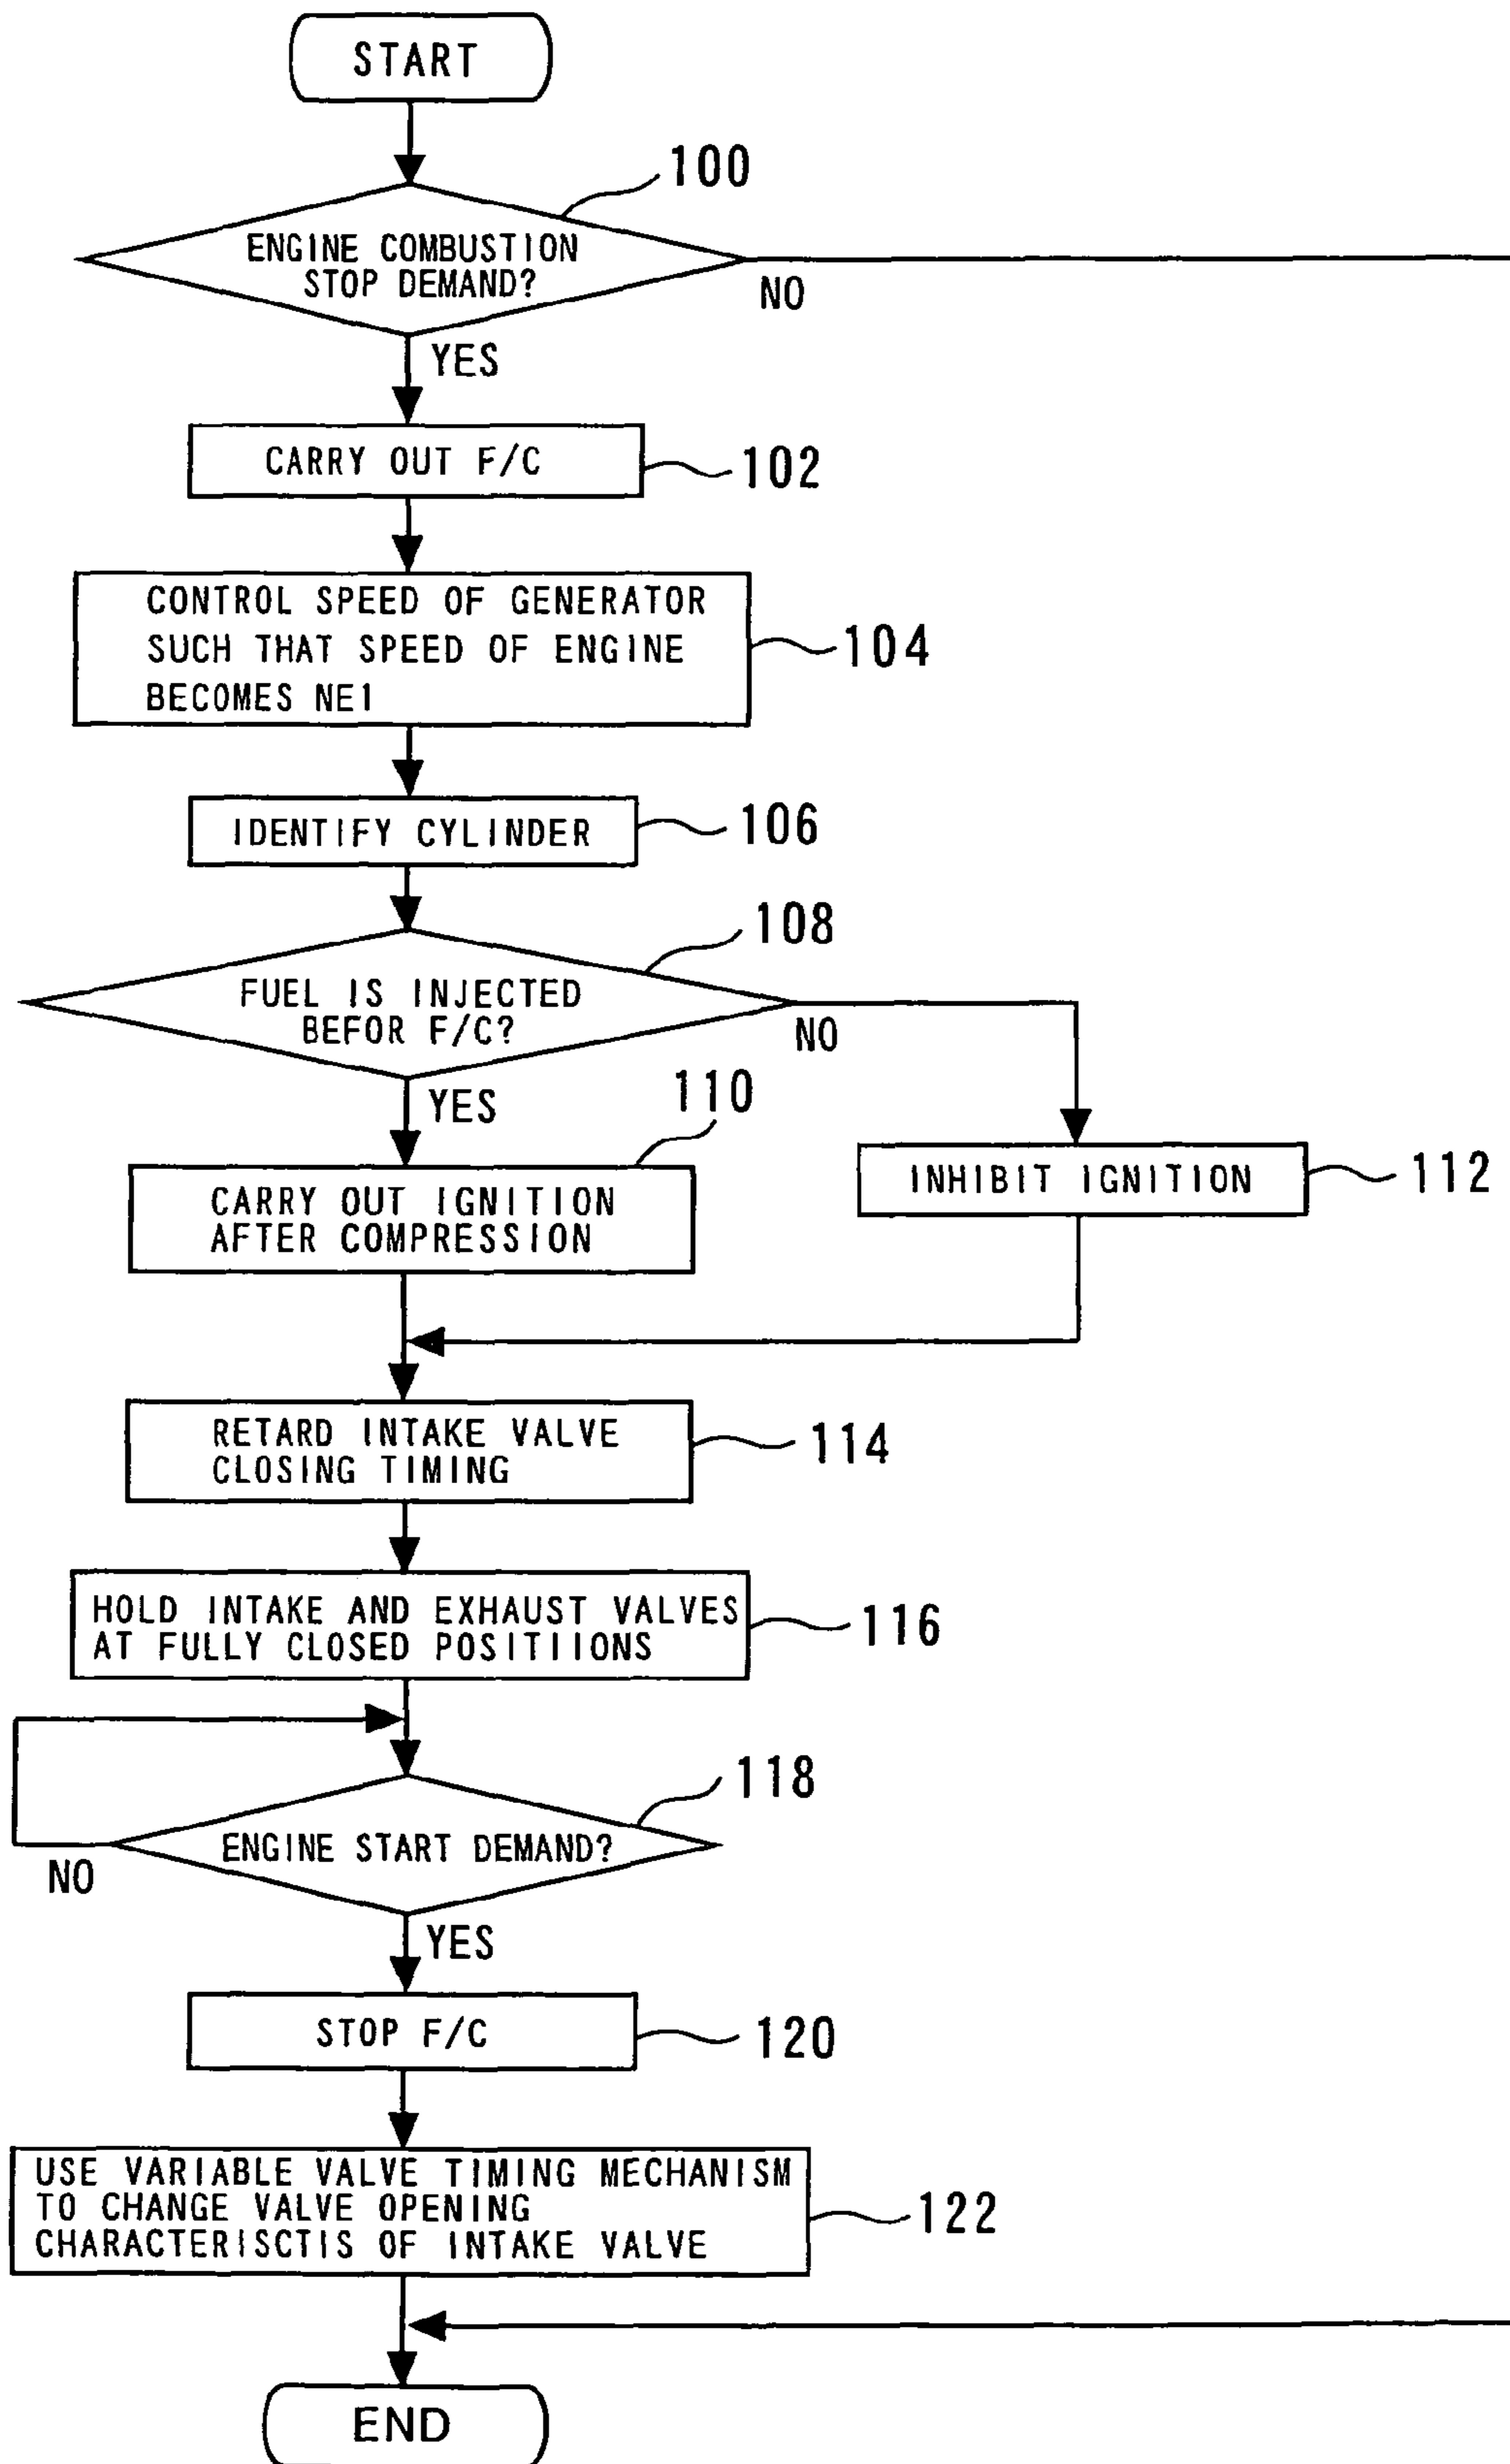 START
100
ENGINE COMBUSTION
STOP DEMAND?
NO
YES
CARRY OUT F/C
102
CONTROL SPEED OF GENERATOR
SUCH THAT SPEED OF ENGINE
BECOMES NE1
104
IDENTIFY CYLINDER
106
108
FUEL IS INJECTED
BEFOR F/C?
NO
YES
110
CARRY OUT IGNITION
AFTER COMPRESSION
INHIBIT IGNITION
112
RETARD INTAKE VALVE
CLOSING TIMING
114
HOLD INTAKE AND EXHAUST VALVES
AT FULLY CLOSED POSITIIONS
116
118
ENGINE START DEMAND?
NO
YES
STOP F/C
120
USE VARIABLE VALVE TIMING MECHANISM
TO CHANGE VALVE OPENING
CHARACTERISCTIS OF INTAKE VALVE
122
END